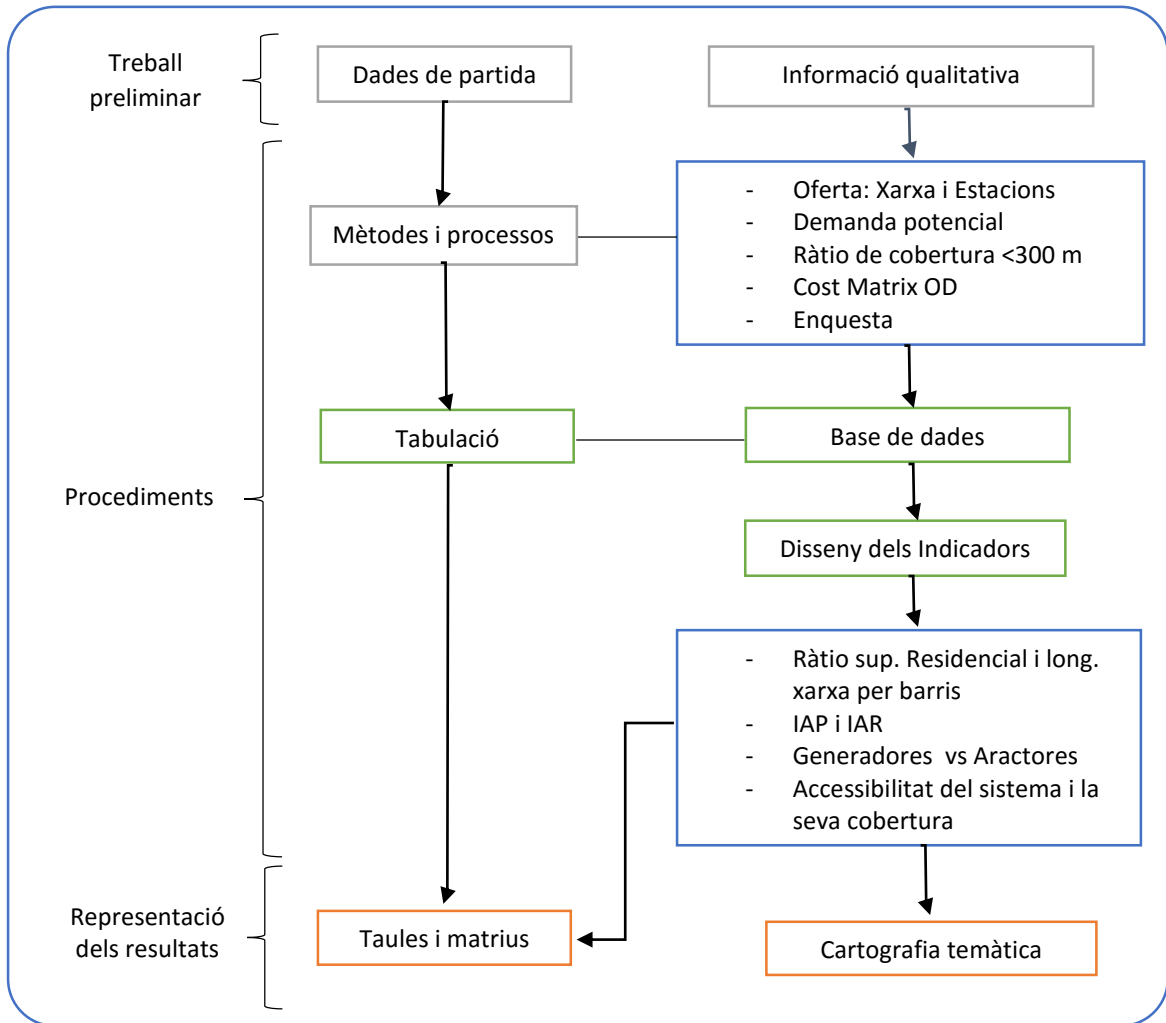 Treball
preliminar
Dades de partida
Informació qualitativa
- Oferta: Xarxa i Estacions
- Demanda potencial
- Ràtio de cobertura <300 m
- Cost Matrix OD
- Enquesta
Mètodes i processos
Tabulació
Base de dades
Procediments
Disseny dels Indicadors
- Ràtio sup. Residencial i long.
xarxa per barris
- IAP i IAR
- Generadores  vs Aractores
- Accessibilitat del sistema i la
seva cobertura
Representació
dels resultats
Taules i matrius
Cartografia temàtica